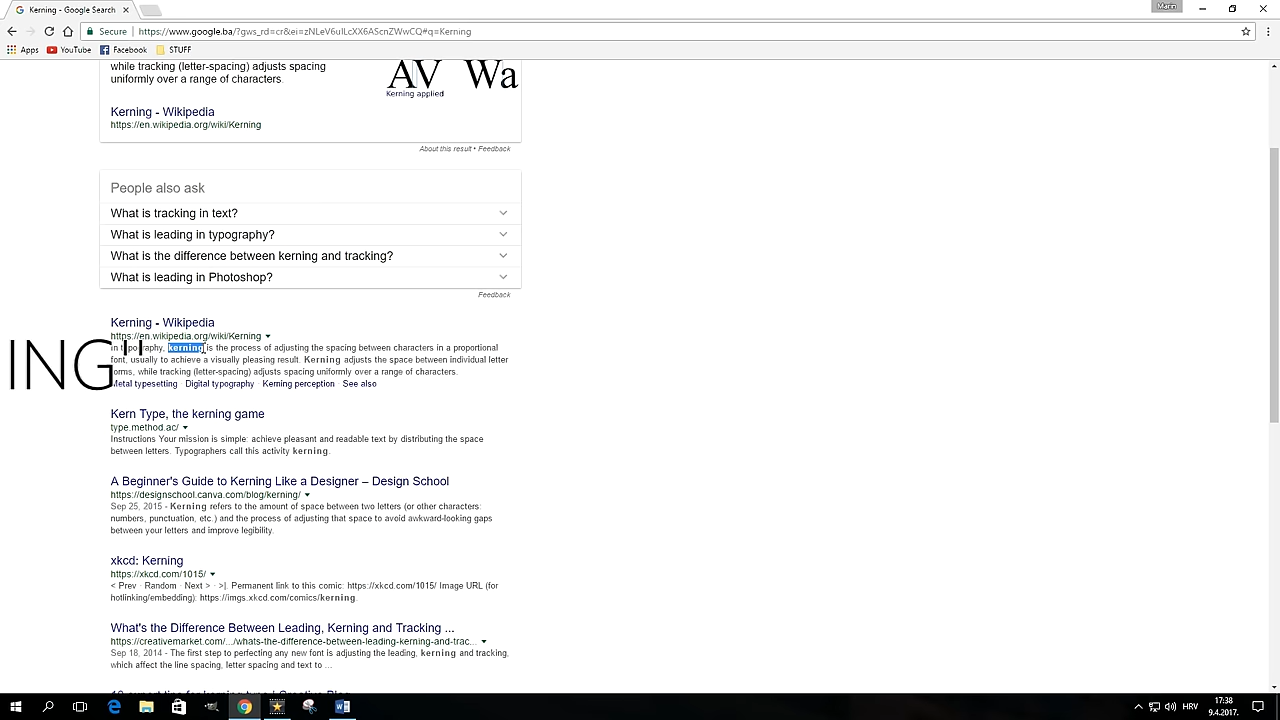 Kerning - Google Search
Marin
Secure | https://www.google.ba/?gws_rd=cr&ei=zNLeV6uILcXX6AScnZWwCQ#q=Kerning
Apps YouTube Facebook STUFF
while tracking (letter-spacing) adjusts spacing
uniformly over a range of characters.
AV Wa
Kerning applied
Kerning - Wikipedia
https://en.wikipedia.org/wiki/Kerning
About this result • Feedback
People also ask
What is tracking in text?
What is leading in typography?
What is the difference between kerning and tracking?
What is leading in Photoshop?
Feedback
Kerning - Wikipedia
https://en.wikipedia.org/wiki/Kerning
ING"
In typography, kerning is the process of adjusting the spacing between characters in a proportional
font, usually to achieve a visually pleasing result. Kerning adjusts the space between individual letter
forms, while tracking (letter-spacing) adjusts spacing uniformly over a range of characters.
Metal typesetting · Digital typography · Kerning perception · See also
Kern Type, the kerning game
type.method.ac/
Instructions Your mission is simple: achieve pleasant and readable text by distributing the space
between letters. Typographers call this activity kerning.
A Beginner's Guide to Kerning Like a Designer – Design School
https://designschool.canva.com/blog/kerning/
Sep 25, 2015 - Kerning refers to the amount of space between two letters (or other characters:
numbers, punctuation, etc.) and the process of adjusting that space to avoid awkward-looking gaps
between your letters and improve legibility.
xkcd: Kerning
https://xkcd.com/1015/
< Prev · Random · Next > · >|. Permanent link to this comic: https://xkcd.com/1015/ Image URL (for
hotlinking/embedding): https://imgs.xkcd.com/comics/kerning.
What's the Difference Between Leading, Kerning and Tracking ...
https://creativemarket.com/.../whats-the-difference-between-leading-kerning-and-trac...
Sep 18, 2014 - The first step to perfecting any new font is adjusting the leading, kerning and tracking,
which affect the line spacing, letter spacing and text to ...
HRV
17:38
9.4.2017.